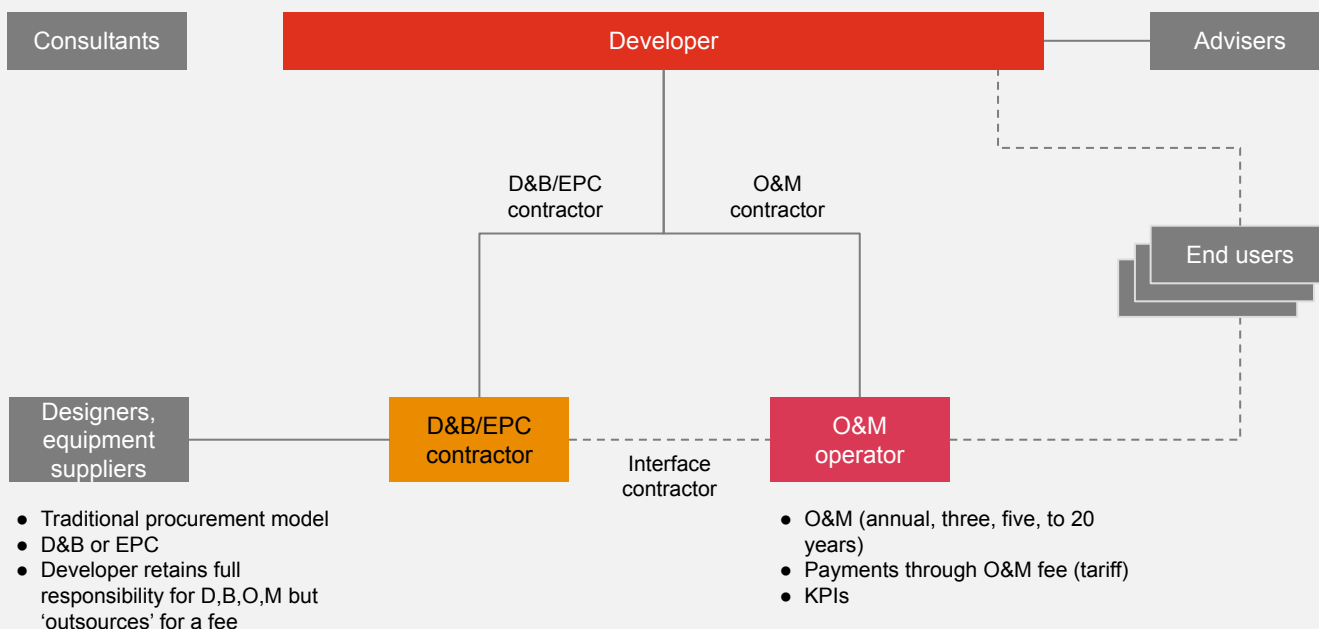 Consultants
Developer
Advisers
D&B/EPC
contractor
O&M
contractor
End users
Designers,
equipment
suppliers
D&B/EPC
contractor
Interface
contractor
O&M
operator
● Traditional procurement model
● D&B or EPC
● Developer retains full
responsibility for D,B,O,M but
‘outsources’ for a fee
● O&M (annual, three, five, to 20
years)
● Payments through O&M fee (tariff)
● KPIs